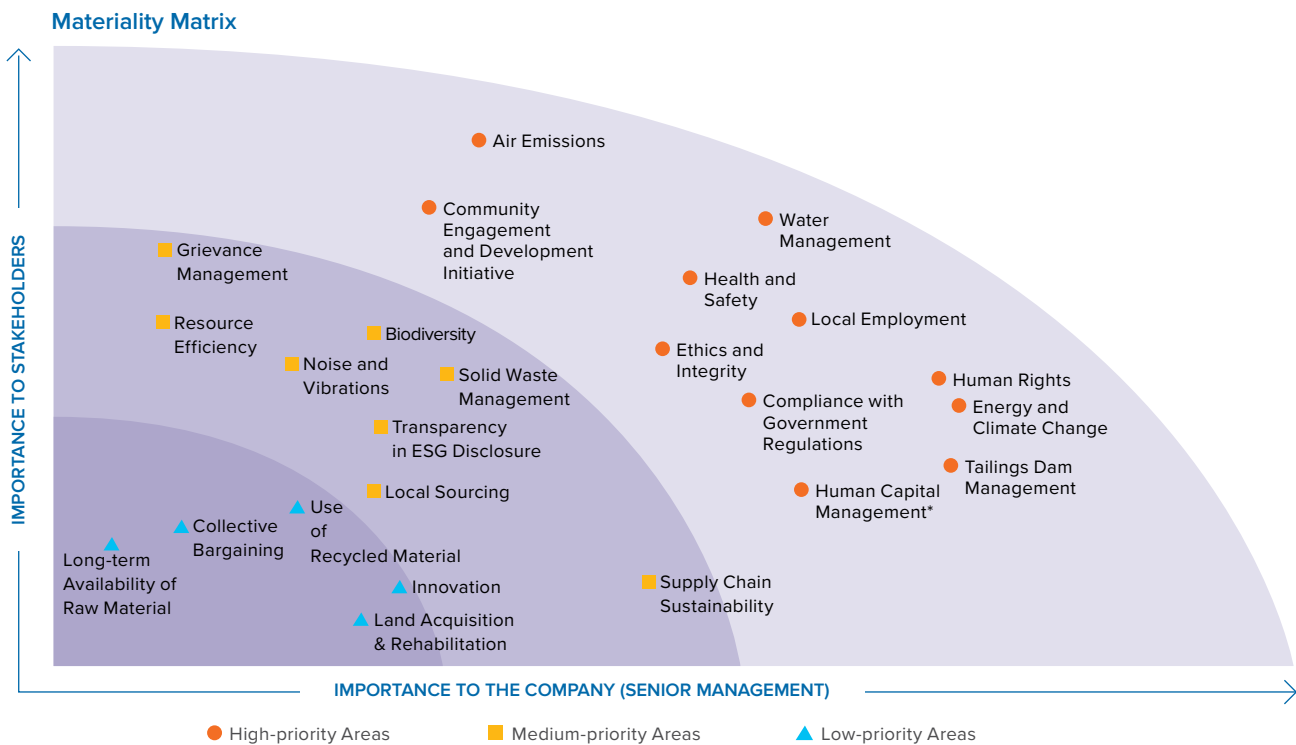 Materiality Matrix
IMPORTANCE TO STAKEHOLDERS
Air Emissions
Community
Engagement
and Development
Initiative
Water
Management
Grievance
Management
Health and
Safety
Local Employment
Resource
Efficiency
Biodiversity
Ethics and
Integrity
Noise and
Vibrations
Solid Waste
Management
Human Rights
Compliance with
Government
Regulations
Energy and
Climate Change
Transparency
in ESG Disclosure
Tailings Dam
Management
Local Sourcing
Human Capital
Management*
Use
of
Recycled Material
Collective
Bargaining
Long-term
Availability of
Raw Material
Innovation
Supply Chain
Sustainability
Land Acquisition
& Rehabilitation
IMPORTANCE TO THE COMPANY (SENIOR MANAGEMENT)
High-priority Areas
Medium-priority Areas
Low-priority Areas